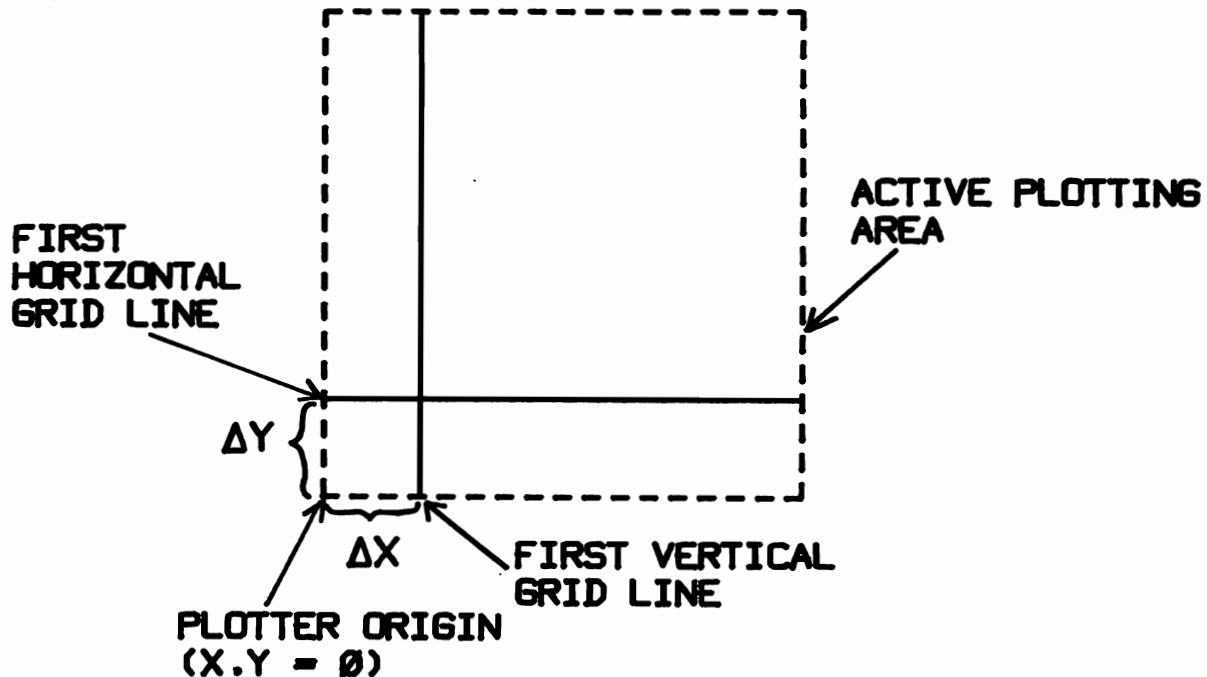 ACTIVE PLOTTING
AREA
FIRST
HORIZONTAL
GRID LINE
ΔY
ΔX
FIRST VERTICAL
GRID LINE
PLOTTER ORIGIN
(X.Y = Ø)